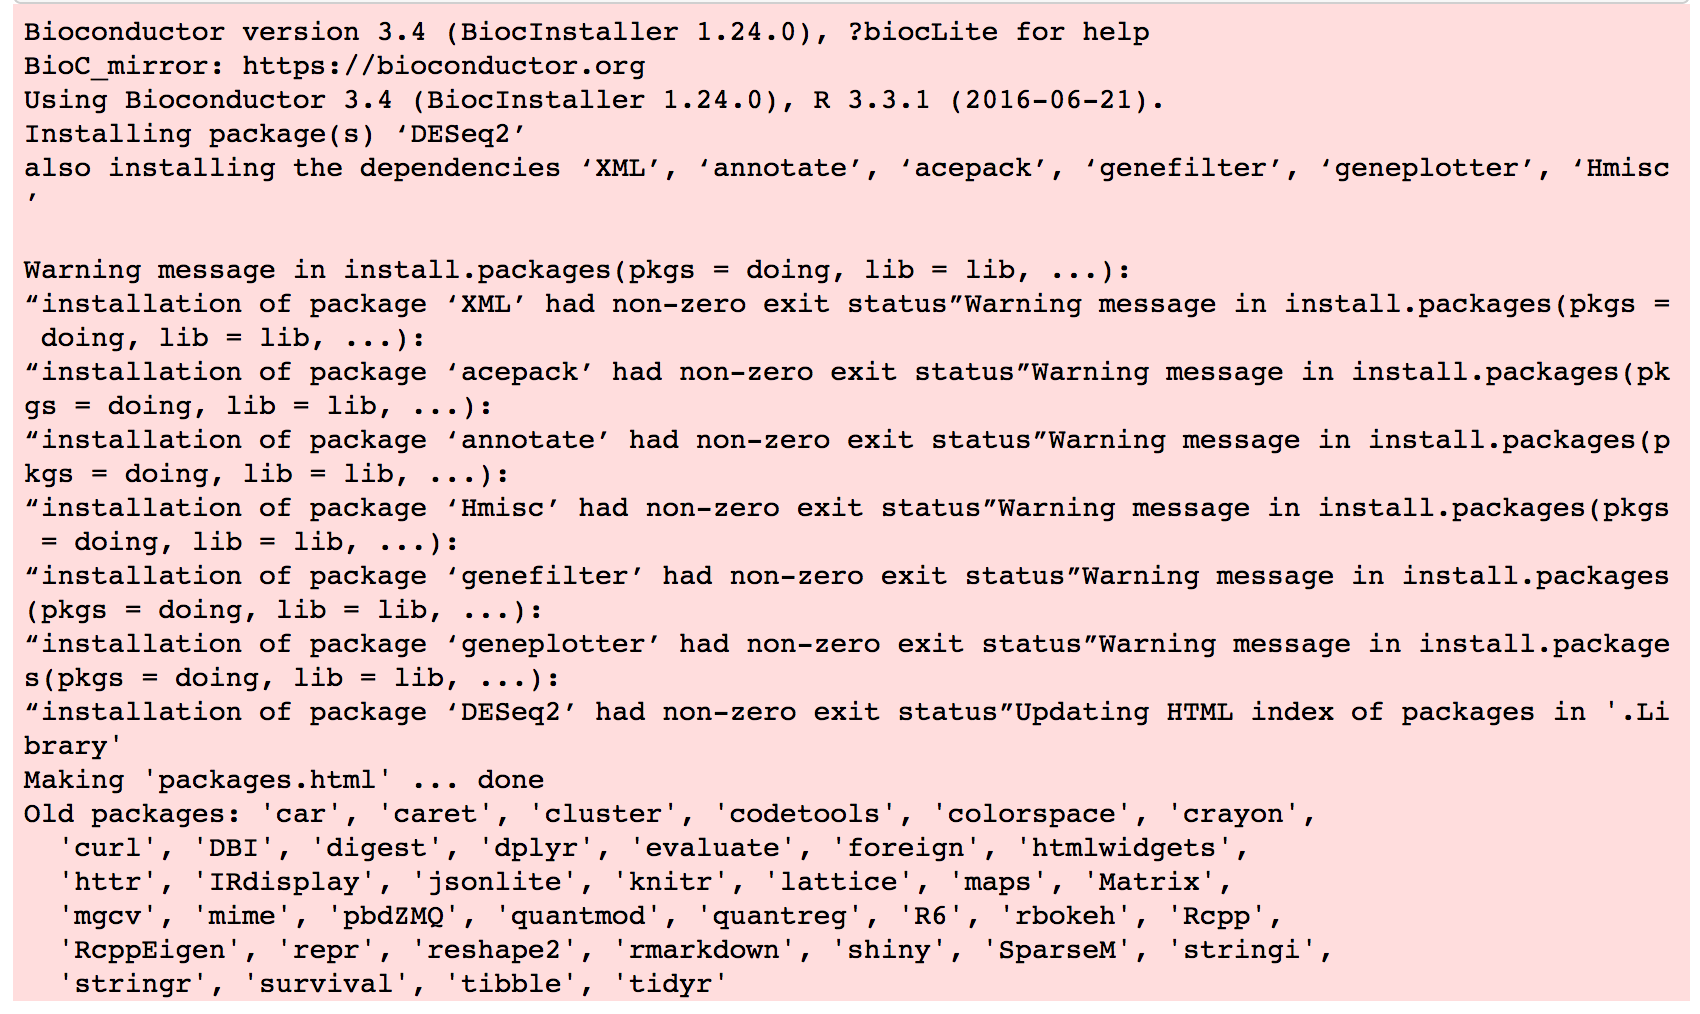 Bioconductor version 3.4 (BiocInstaller 1.24.0), ?biocLite for help
BioC_mirror: https://bioconductor.org
Using Bioconductor 3.4 (BiocInstaller 1.24.0), R 3.3.1 (2016-06-21).
Installing package(s) ‘DESeq2’
also installing the dependencies ‘XML’, ‘annotate’, ‘acepack’, ‘genefilter’, ‘geneplotter’, ‘Hmisc
’
Warning message in install.packages(pkgs = doing, lib = lib, ...):
“installation of package ‘XML’ had non-zero exit status”Warning message in install.packages(pkgs =
 doing, lib = lib, ...):
“installation of package ‘acepack’ had non-zero exit status”Warning message in install.packages(pk
gs = doing, lib = lib, ...):
“installation of package ‘annotate’ had non-zero exit status”Warning message in install.packages(p
kgs = doing, lib = lib, ...):
“installation of package ‘Hmisc’ had non-zero exit status”Warning message in install.packages(pkgs
 = doing, lib = lib, ...):
“installation of package ‘genefilter’ had non-zero exit status”Warning message in install.packages
(pkgs = doing, lib = lib, ...):
“installation of package ‘geneplotter’ had non-zero exit status”Warning message in install.package
s(pkgs = doing, lib = lib, ...):
“installation of package ‘DESeq2’ had non-zero exit status”Updating HTML index of packages in '.Li
brary'
Making 'packages.html' ... done
Old packages: 'car', 'caret', 'cluster', 'codetools', 'colorspace', 'crayon',
  'curl', 'DBI', 'digest', 'dplyr', 'evaluate', 'foreign', 'htmlwidgets',
  'httr', 'IRdisplay', 'jsonlite', 'knitr', 'lattice', 'maps', 'Matrix',
  'mgcv', 'mime', 'pbdZMQ', 'quantmod', 'quantreg', 'R6', 'rbokeh', 'Rcpp',
  'RcppEigen', 'repr', 'reshape2', 'rmarkdown', 'shiny', 'SparseM', 'stringi',
  'stringr', 'survival', 'tibble', 'tidyr'